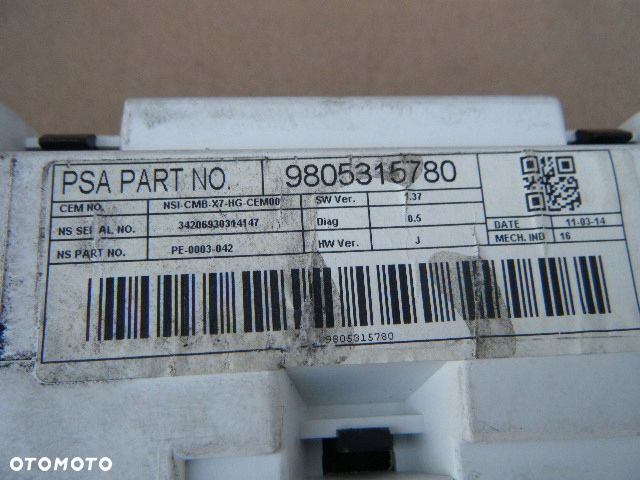 PSA PART NO. 9805315780
CEM NO. NSI-CMB-X7-HG-CEM00 SW Ver. 1.37
NS SERIAL NO. 34206930314147 Diag 0.5 DATE 11-03-14
NS PART NO. PE-0003-042 HW Ver. J MECH. IND 16
9805315780
OTOMOTO